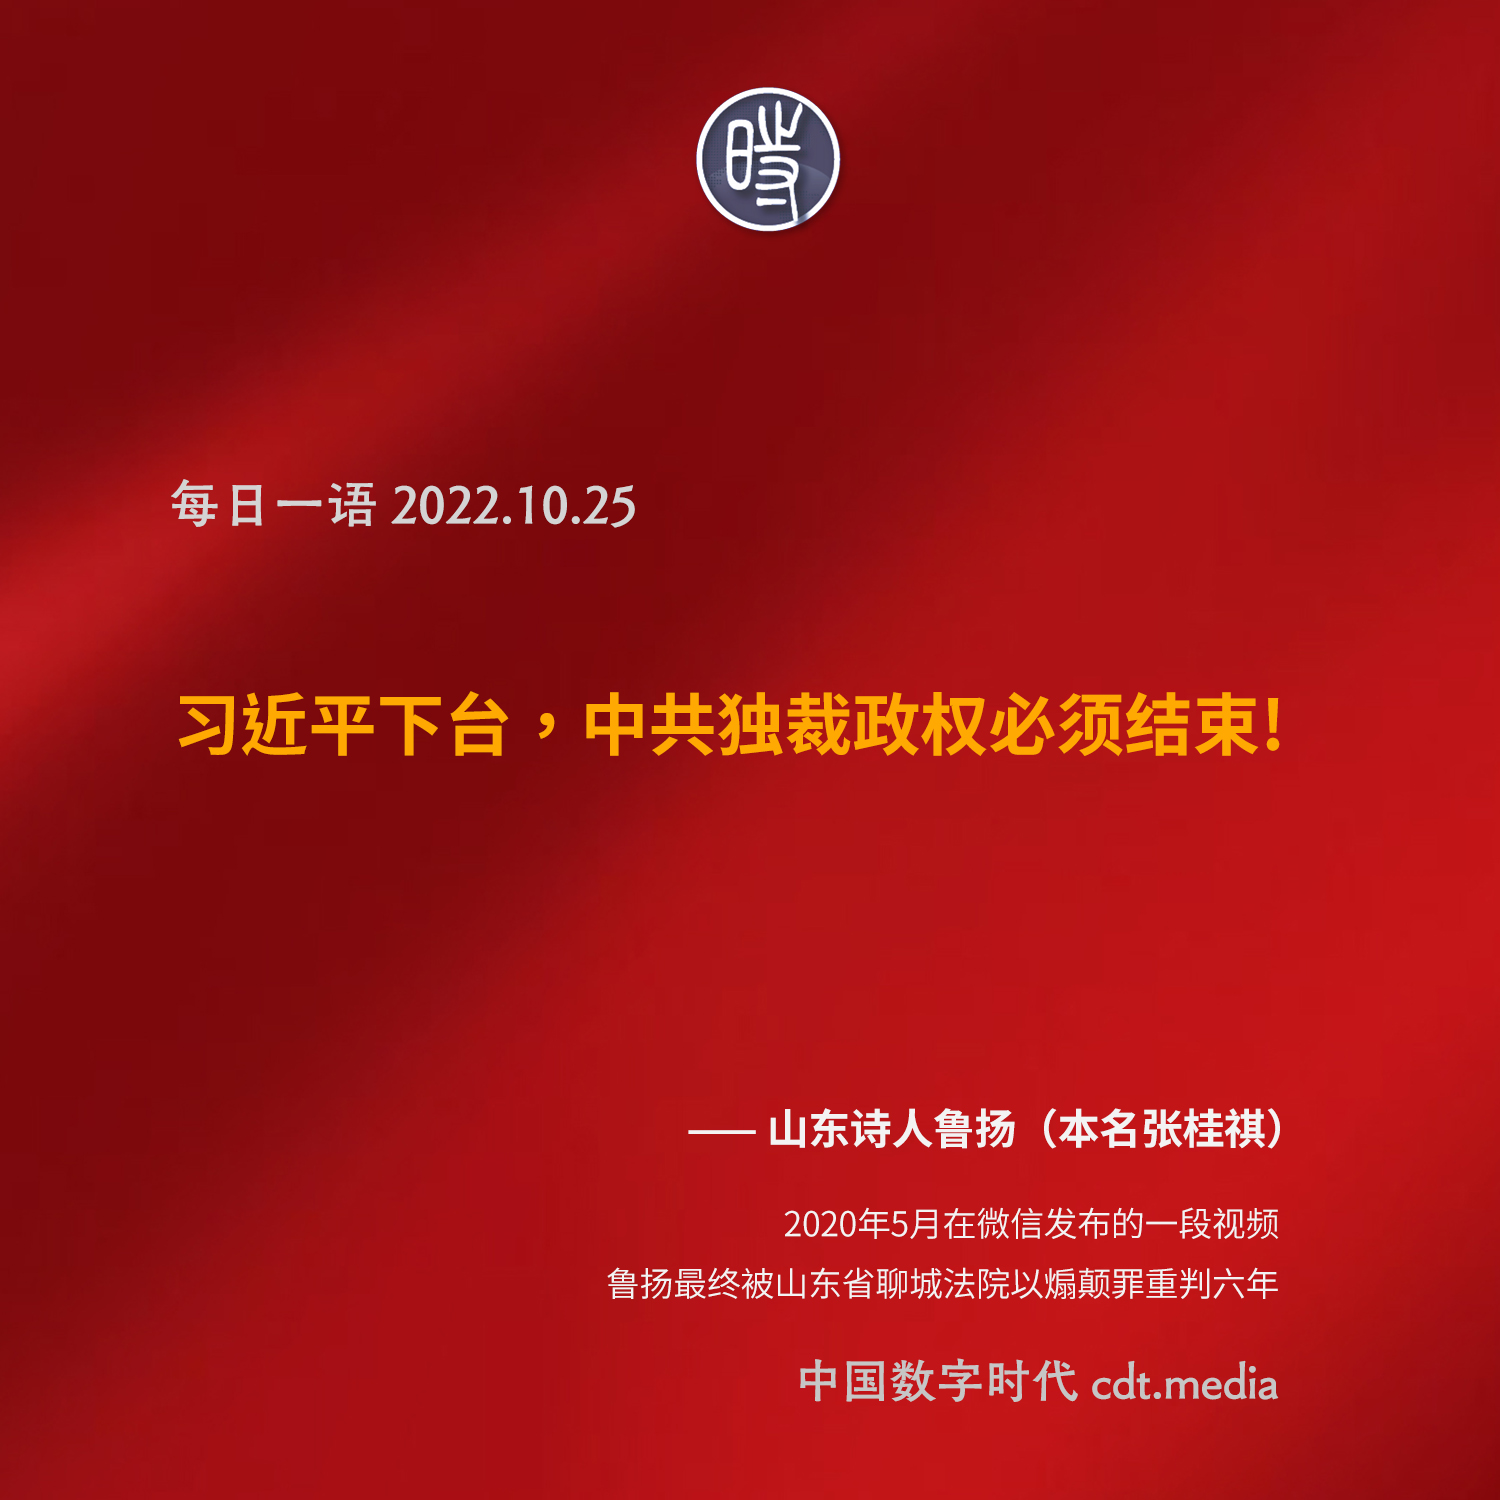 時
每日一语 2022.10.25
习近平下台，中共独裁政权必须结束！
—— 山东诗人鲁扬（本名张桂祺）
2020年5月在微信发布的一段视频
鲁扬最终被山东省聊城法院以煽颠罪重判六年
中国数字时代 cdt.media